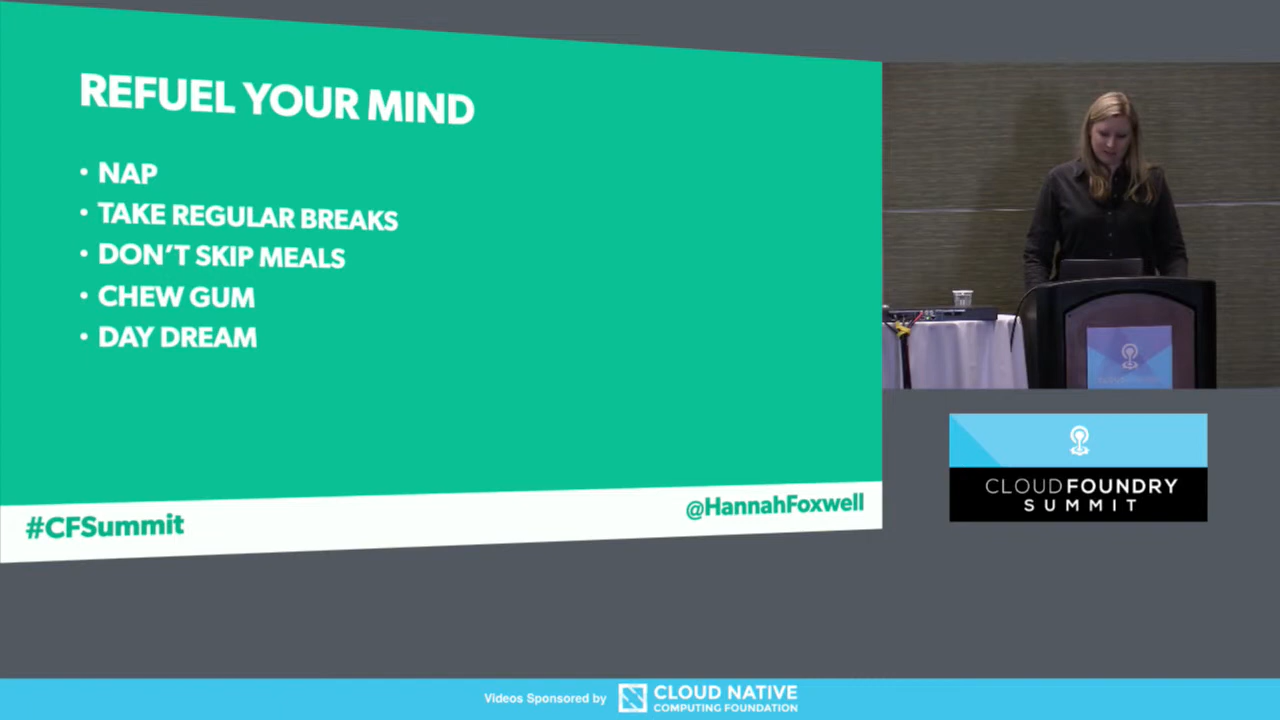 REFUEL YOUR MIND
• NAP
• TAKE REGULAR BREAKS
• DON'T SKIP MEALS
• CHEW GUM
• DAY DREAM
#CFSummit
@HannahFoxwell
CLOUDFOUNDRY
SUMMIT
Videos Sponsored by
CLOUD NATIVE
COMPUTING FOUNDATION